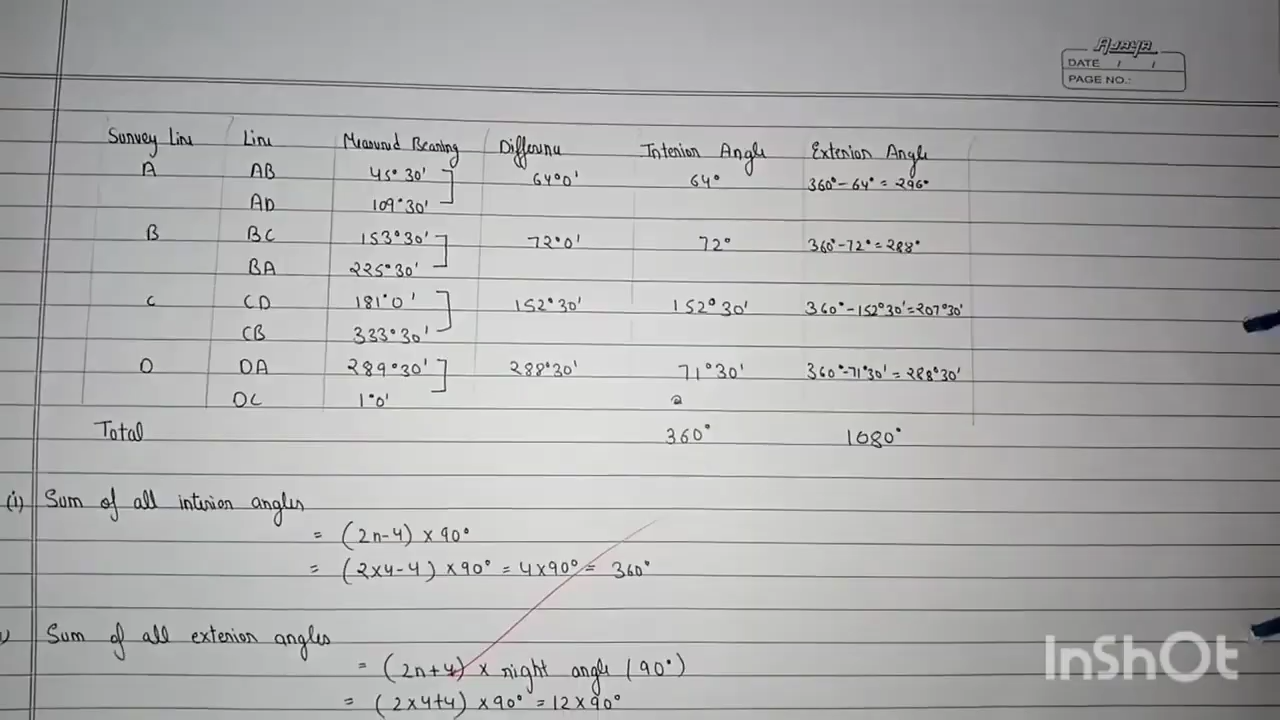 AJAYA
DATE / /
PAGE NO.:
Survey Line Line Measured Bearing Difference Interior Angle Exterior Angle
A AB 45°30' 64°0' 64° 360°-64° = 296°
AD 109°30'
B BC 153°30' 72°0' 72° 360°-72°=288°
BA 225°30'
C CD 181°0' 152°30' 152°30' 360°-152°30'=207°30'
CB 333°30'
D DA 289°30' 288°30' 71°30' 360°-71°30'=288°30'
DC 1°0'
Total 360° 1080°
(i) Sum of all interior angles
= (2n-4) × 90°
= (2×4-4) × 90° = 4×90° = 360°
Sum of all exterior angles
= (2n+4) × right angle (90°)
= (2×4+4) × 90° = 12×90°
InShOt